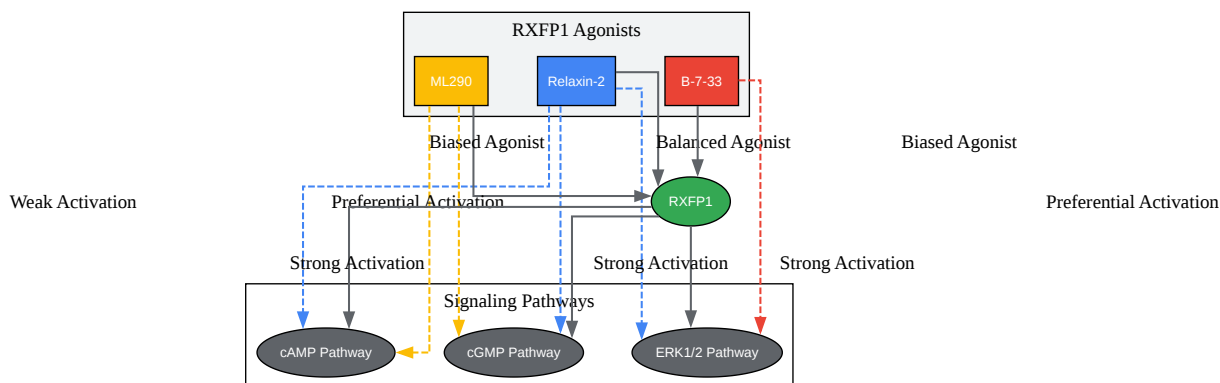 RXFP1 Agonists
ML290
Relaxin-2
B-7-33
Biased Agonist
Balanced Agonist
Biased Agonist
Weak Activation
Preferential Activation
RXFP1
Preferential Activation
Strong Activation
Strong Activation
Strong Activation
Signaling Pathways
cAMP Pathway
cGMP Pathway
ERK1/2 Pathway